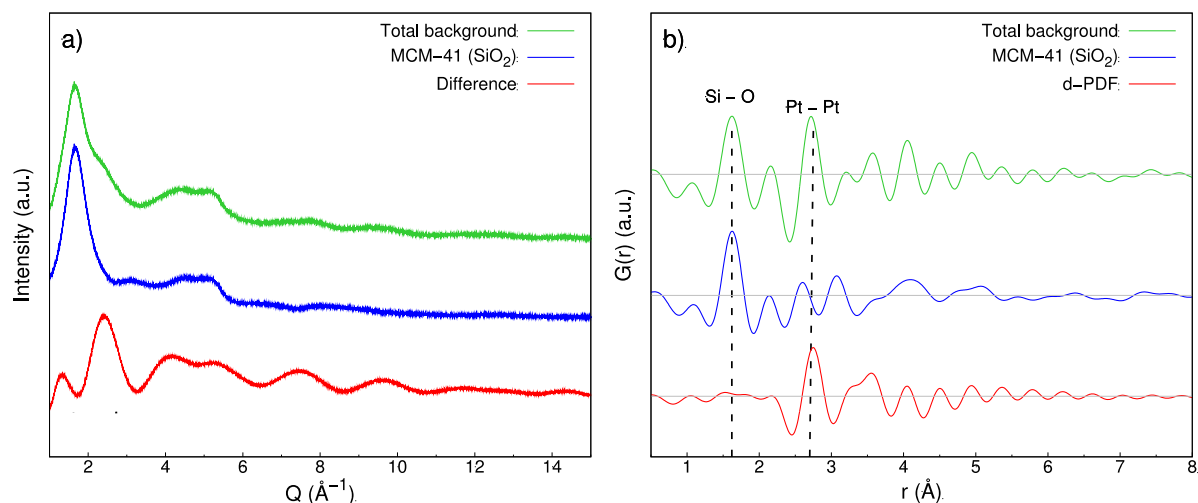 a)
Total background
MCM−41 (SiO₂)
Difference
Intensity (a.u.)
2 4 6 8 10 12 14
Q (Å⁻¹)
b)
Total background
MCM−41 (SiO₂)
d−PDF
Si − O
Pt − Pt
G(r) (a.u.)
1 2 3 4 5 6 7 8
r (Å)